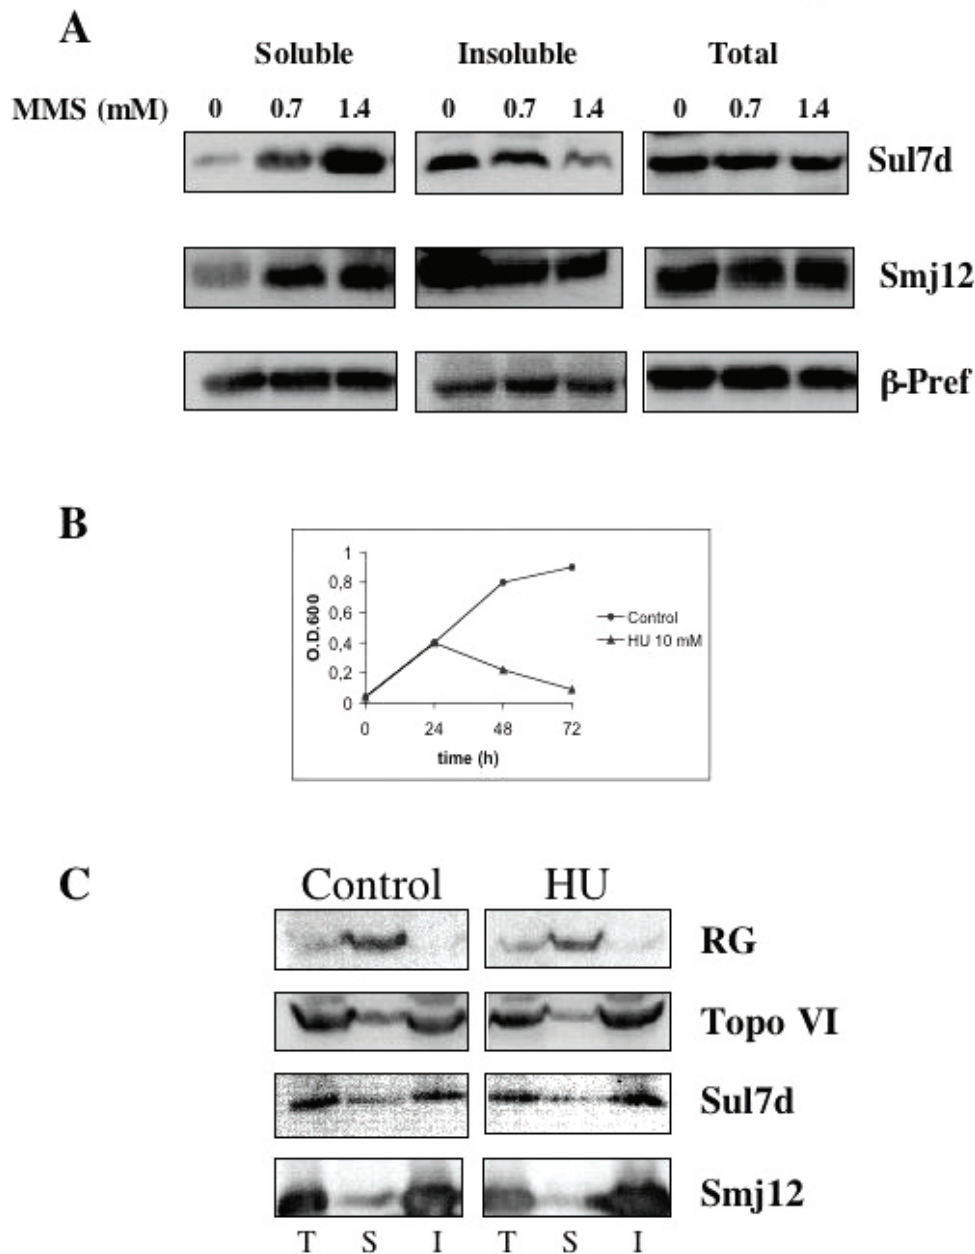 A
Soluble Insoluble Total
MMS (mM) 0 0.7 1.4 0 0.7 1.4 0 0.7 1.4
Sul7d
Smj12
β-Pref
B
1
0,8
0,6
0,4
0,2
0
O.D.600
0 24 48 72
time (h)
Control
HU 10 mM
C
Control HU
RG
Topo VI
Sul7d
Smj12
T S I T S I